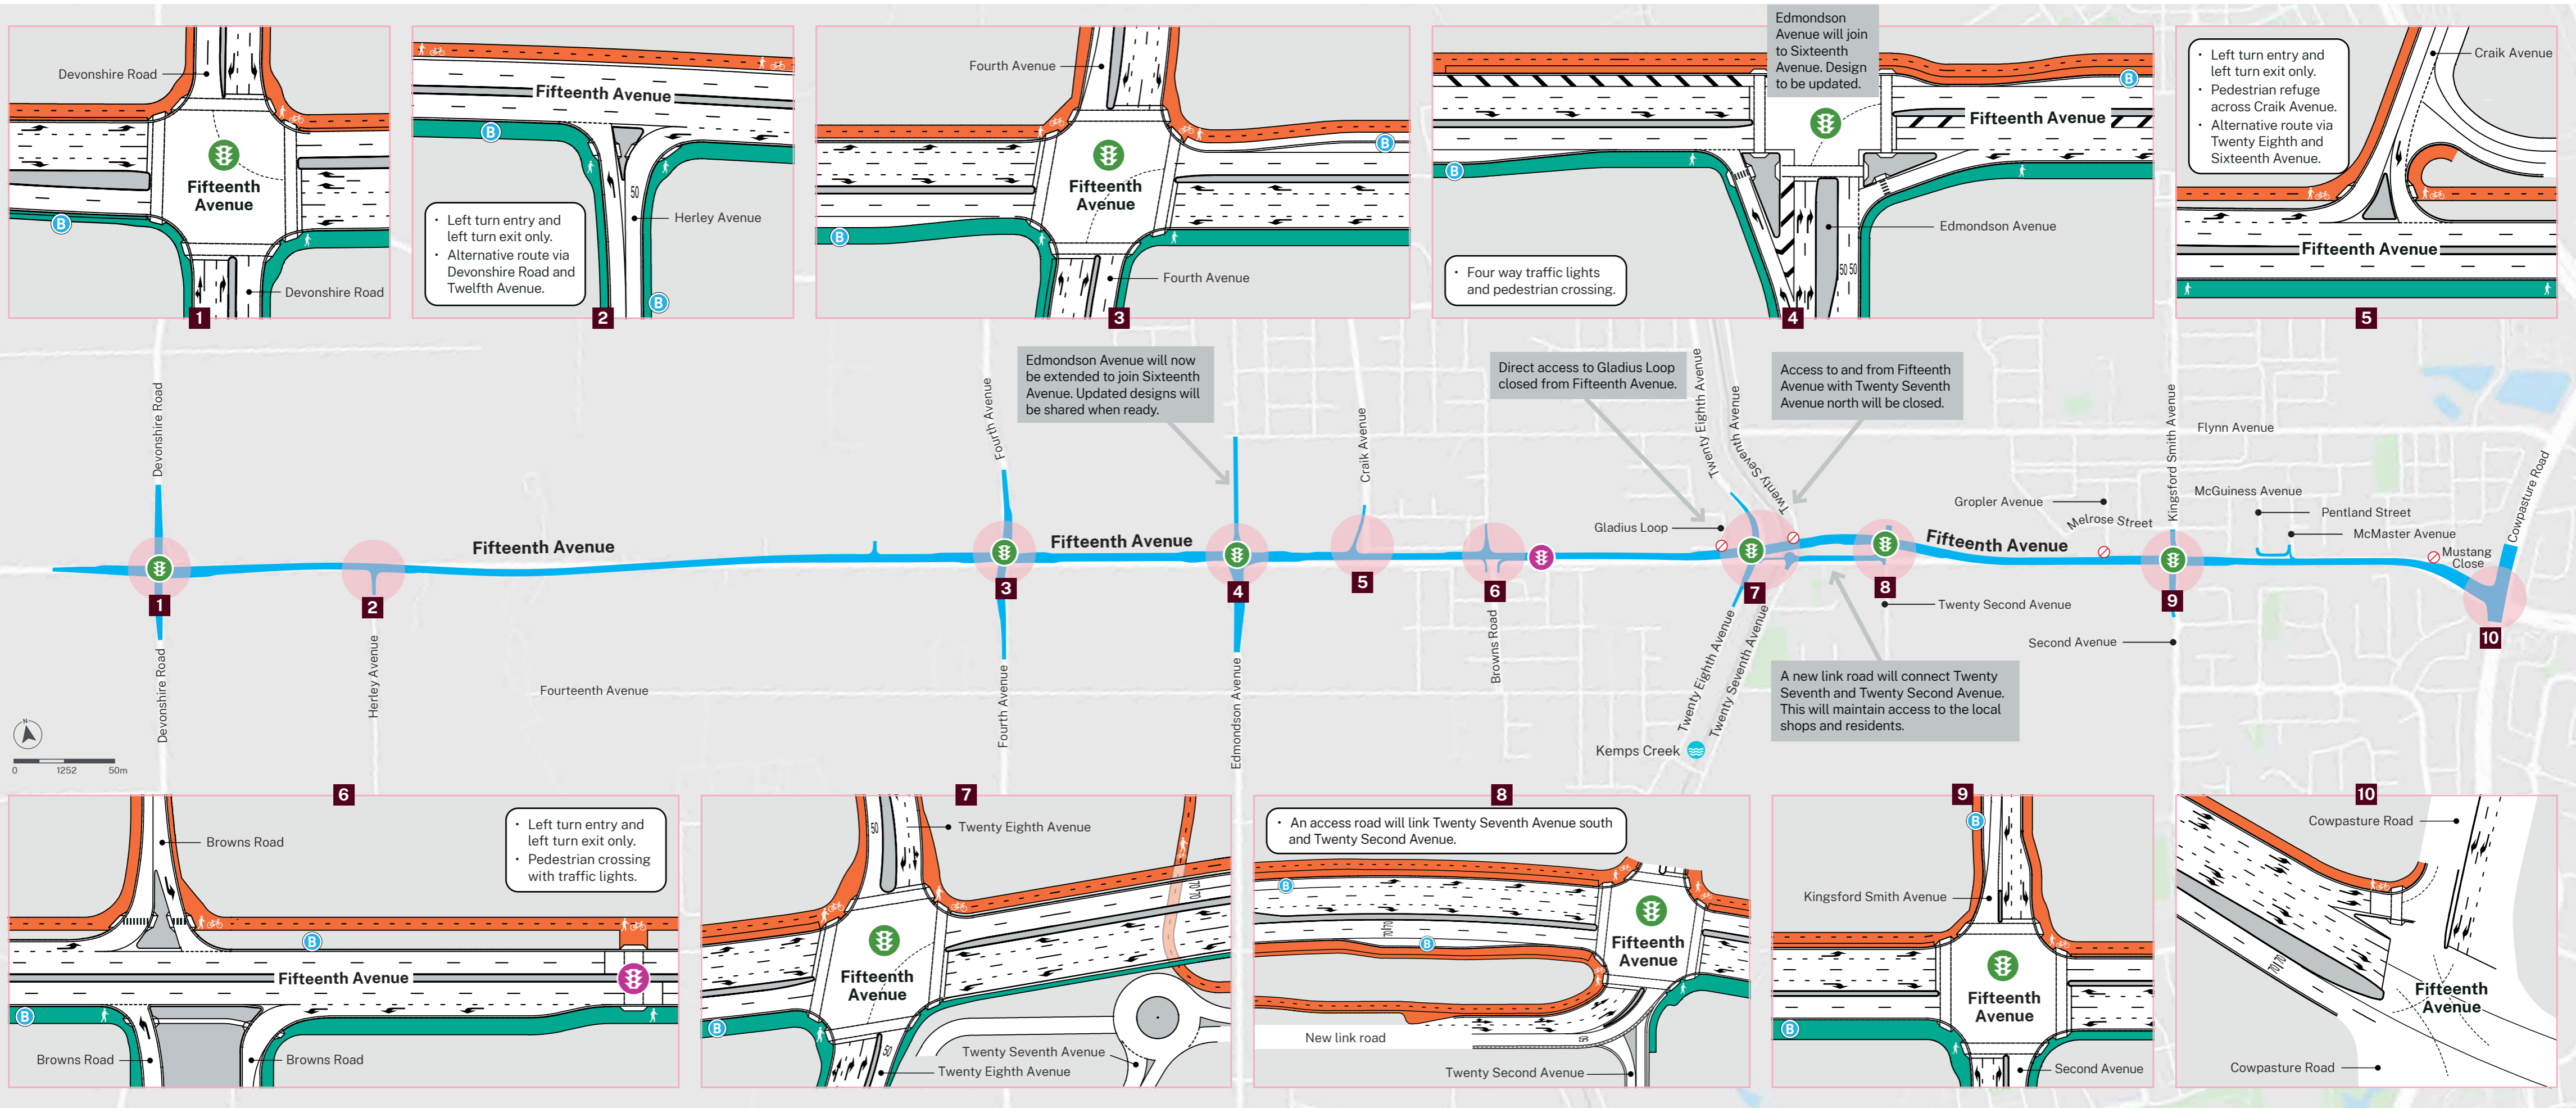 Devonshire Road
Fifteenth
Avenue
B
Devonshire Road
1
Fifteenth Avenue
B
50
Herley Avenue
B
• Left turn entry and
left turn exit only.
• Alternative route via
Devonshire Road and
Twelfth Avenue.
2
Fourth Avenue
B
Fifteenth
Avenue
B
Fourth Avenue
3
Edmondson
Avenue will join
to Sixteenth
Avenue. Design
to be updated.
B
Fifteenth Avenue
B
Edmondson Avenue
50 50
• Four way traffic lights
and pedestrian crossing.
4
• Left turn entry and
left turn exit only.
• Pedestrian refuge
across Craik Avenue.
• Alternative route via
Twenty Eighth and
Sixteenth Avenue.
Craik Avenue
Fifteenth Avenue
5
Devonshire Road
Fourth Avenue
Edmondson Avenue will now
be extended to join Sixteenth
Avenue. Updated designs will
be shared when ready.
Craik Avenue
Direct access to Gladius Loop
closed from Fifteenth Avenue.
Twenty Eighth Avenue
Twenty Seventh Avenue
Twenty
Access to and from Fifteenth
Avenue with Twenty Seventh
Avenue north will be closed.
Kingsford Smith Avenue
Flynn Avenue
Cowpasture Road
McGuiness Avenue
Gropler Avenue
Melrose Street
Pentland Street
McMaster Avenue
Gladius Loop
Mustang
Close
Fifteenth Avenue
Fifteenth Avenue
Fifteenth Avenue
1
2
3
4
5
6
7
8
9
10
Twenty Second Avenue
Second Avenue
Devonshire Road
Herley Avenue
Fourteenth Avenue
Fourth Avenue
Edmondson Avenue
Browns Road
Twenty Eighth Avenue
Twenty Seventh Avenue
Kemps Creek
A new link road will connect Twenty
Seventh and Twenty Second Avenue.
This will maintain access to the local
shops and residents.
N
0 1252 50m
6
Browns Road
• Left turn entry and
left turn exit only.
• Pedestrian crossing
with traffic lights.
B
Fifteenth Avenue
B
Browns Road
Browns Road
7
50
Twenty Eighth Avenue
70 70
Fifteenth
Avenue
B
50
Twenty Seventh Avenue
Twenty Eighth Avenue
8
• An access road will link Twenty Seventh Avenue south
and Twenty Second Avenue.
B
70 70
B
Fifteenth
Avenue
New link road
50
Twenty Second Avenue
9
B
Kingsford Smith Avenue
Fifteenth
Avenue
B
Second Avenue
10
Cowpasture Road
70 70
Fifteenth
Avenue
Cowpasture Road